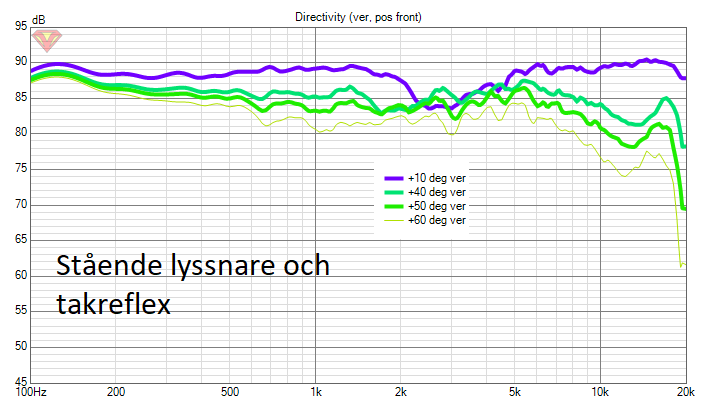 Directivity (ver, pos front)
dB
95
90
85
80
75
70
65
60
55
50
45
+10 deg ver
+40 deg ver
+50 deg ver
+60 deg ver
Stående lyssnare och
takreflex
100Hz 200 500 1k 2k 5k 10k 20k